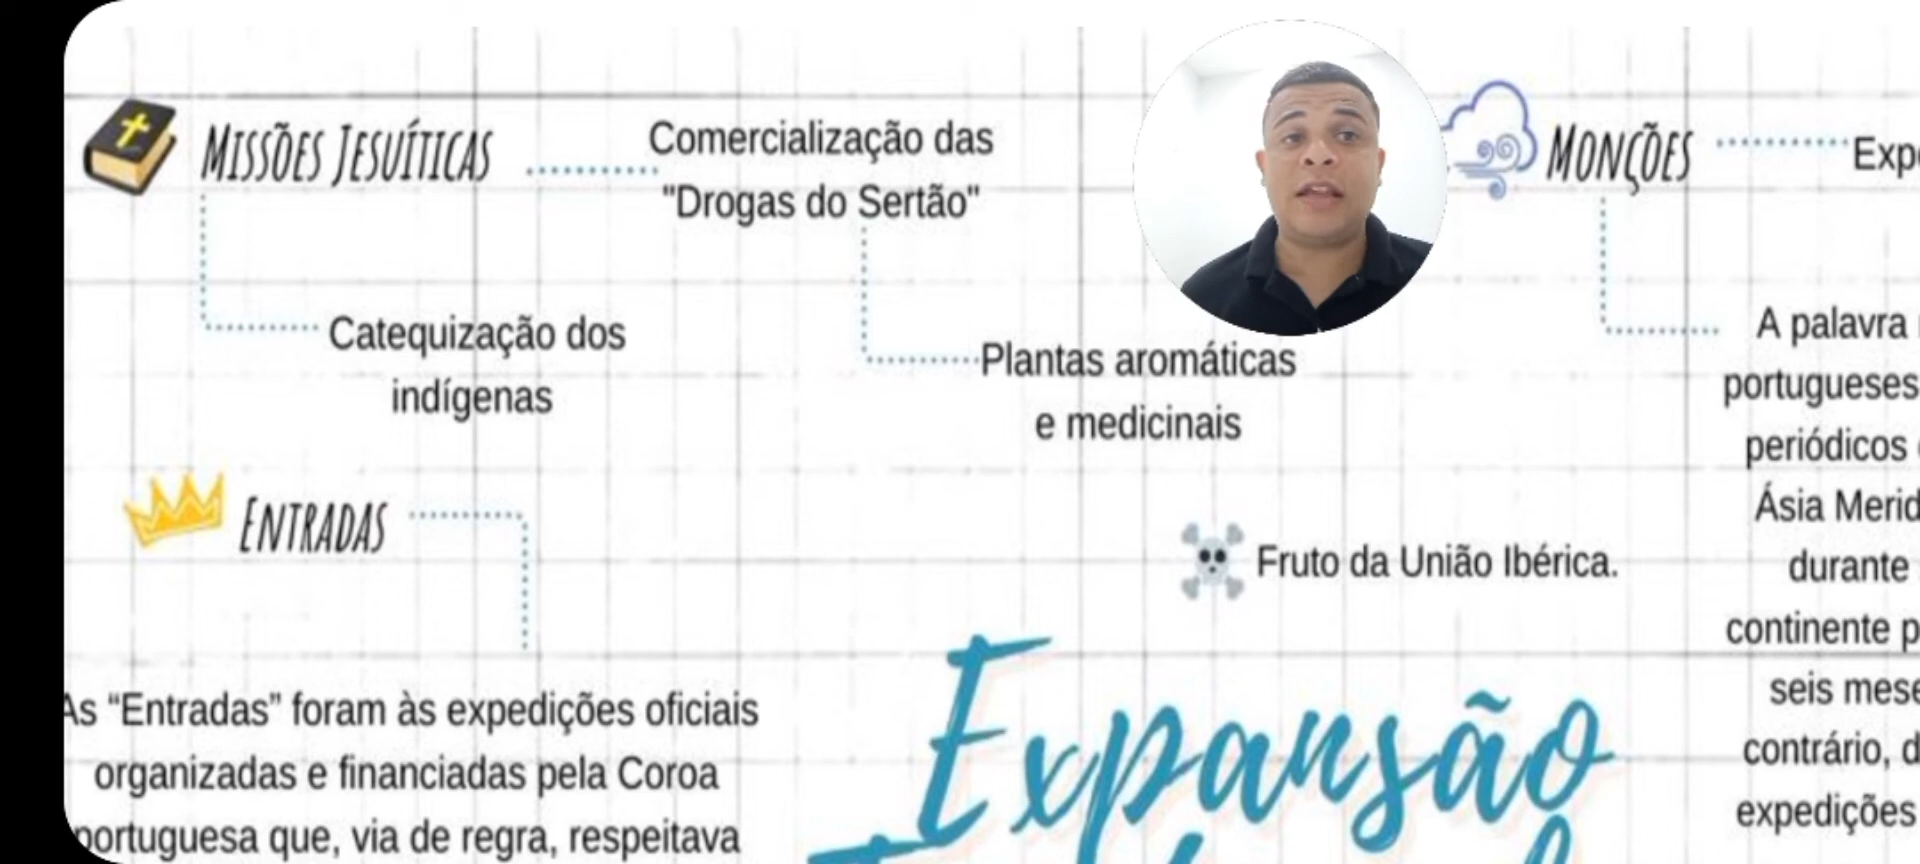 MISSÕES JESUÍTICAS
Comercialização das
"Drogas do Sertão"
Catequização dos
indígenas
Plantas aromáticas
e medicinais
MONÇÕES
A palavra
portugueses
periódicos
Ásia
durante
continente
seis
contrário,
expedições
ENTRADAS
As “Entradas” foram às expedições oficiais
organizadas e financiadas pela Coroa
portuguesa que, via de regra, respeitava
Fruto da União Ibérica.
Expansão